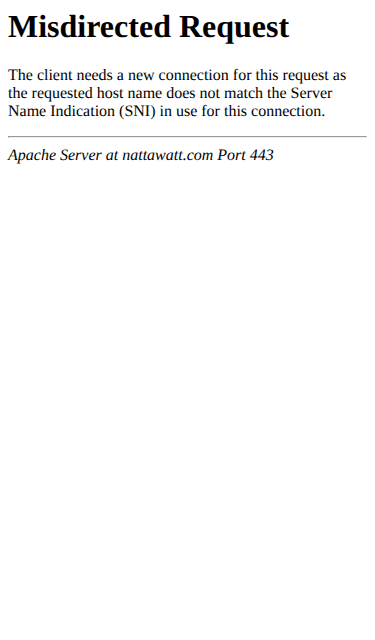 Misdirected Request
The client needs a new connection for this request as
the requested host name does not match the Server
Name Indication (SNI) in use for this connection.
Apache Server at nattawatt.com Port 443